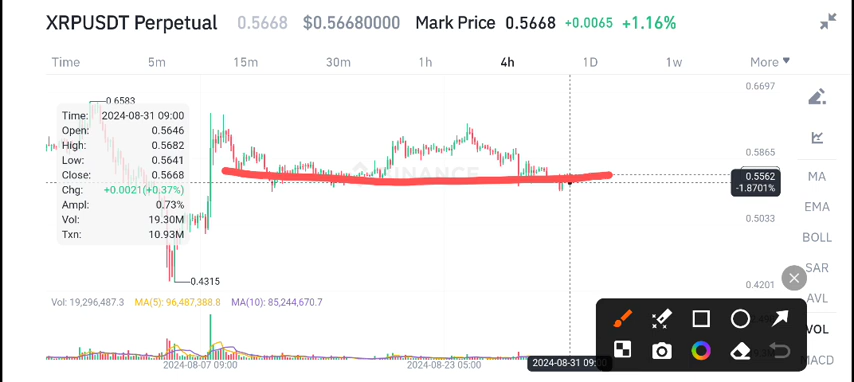 XRPUSDT Perpetual 0.5668 $0.56680000 Mark Price 0.5668 +0.0065 +1.16%
Time 5m 15m 30m 1h 4h 1D 1w More
0.6697
0.6583
Time: 2024-08-31 09:00
Open: 0.5646
High: 0.5682
Low: 0.5641
Close: 0.5668
Chg: +0.0021(+0.37%)
Ampl: 0.73%
Vol: 19.30M
Txn: 10.93M
0.5865
0.5562
-1.8701%
0.5033
0.4315
0.4201
MA
EMA
BOLL
SAR
AVL
VOL
MACD
Vol: 19,296,487.3 MA(5): 96,487,388.8 MA(10): 85,244,670.7
2024-08-07 09:00 2024-08-23 05:00 2024-08-31 09:00